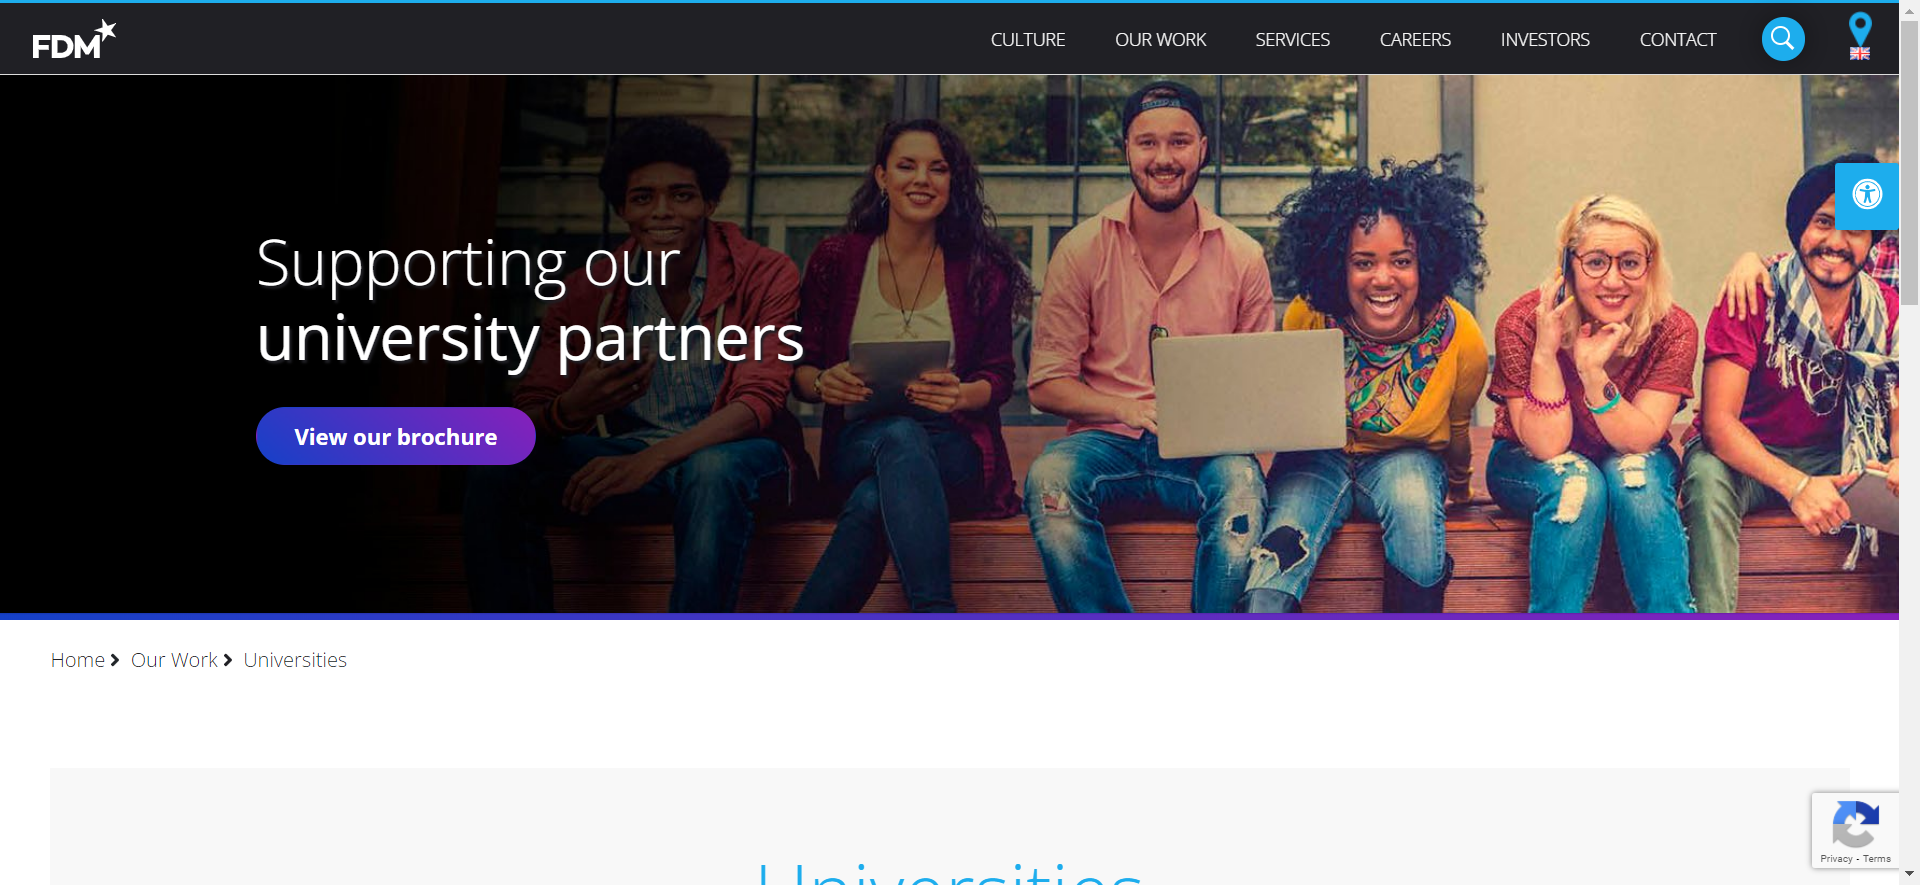 FDM
CULTURE
OUR WORK
SERVICES
CAREERS
INVESTORS
CONTACT
Supporting our
university partners
View our brochure
Home
Our Work
Universities
Universities
Privacy - Terms